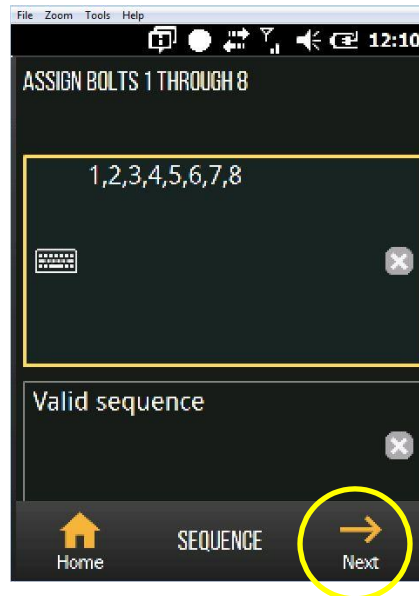 File Zoom Tools Help
12:10
ASSIGN BOLTS 1 THROUGH 8
1,2,3,4,5,6,7,8
Valid sequence
Home
SEQUENCE
Next